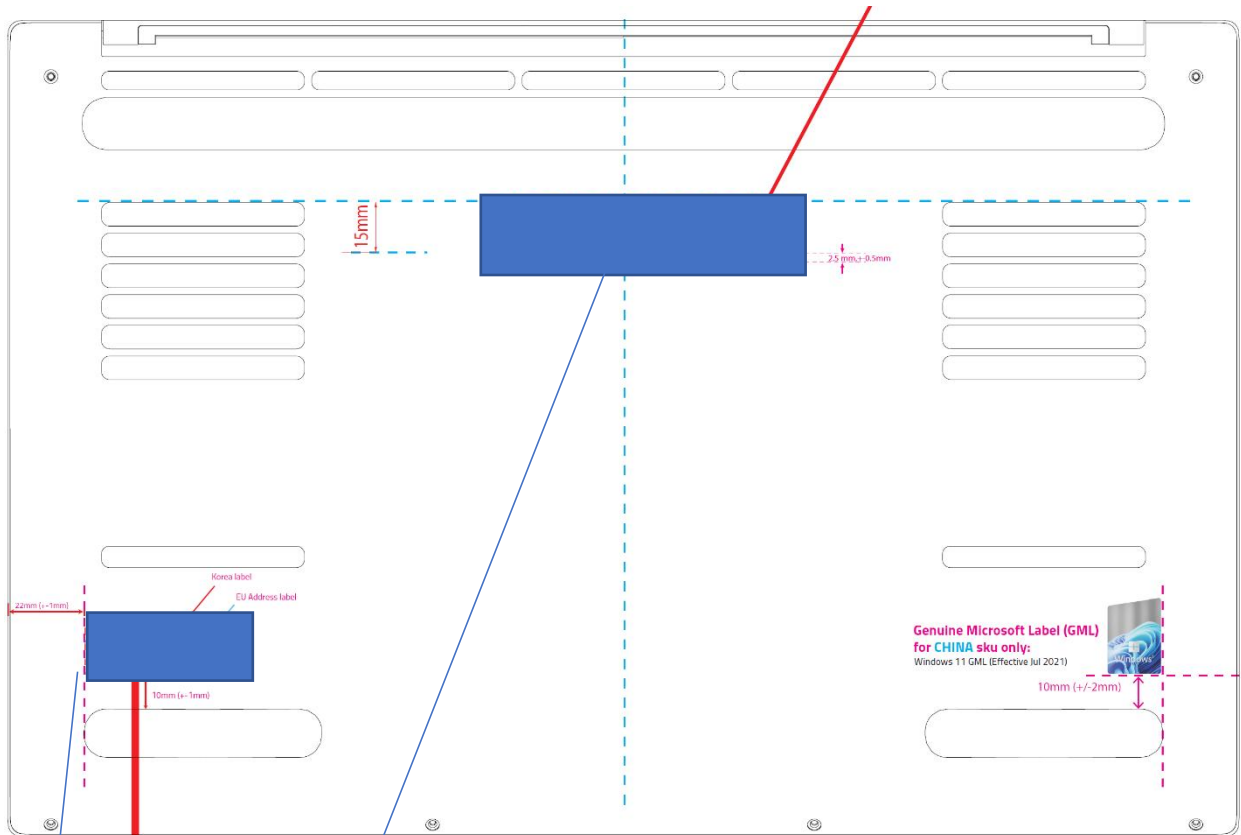 15mm
2.5 mm,+-0.5mm
Korea label
22mm (+-1mm)
EU Address label
Genuine Microsoft Label (GML)
for CHINA sku only:
Windows 11 GML (Effective Jul 2021)
Windows
10mm (+/-2mm)
10mm (+-1mm)